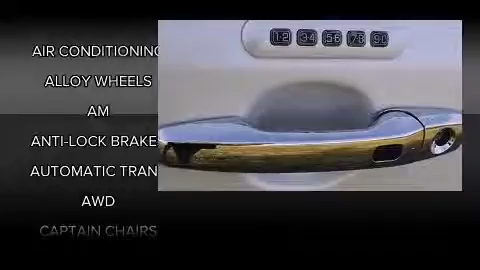 AIR CONDITIONING
ALLOY WHEELS
AM
ANTI-LOCK BRAKE
AUTOMATIC TRAN
AWD
CAPTAIN CHAIRS
1·2 3·4 5·6 7·8 9·0